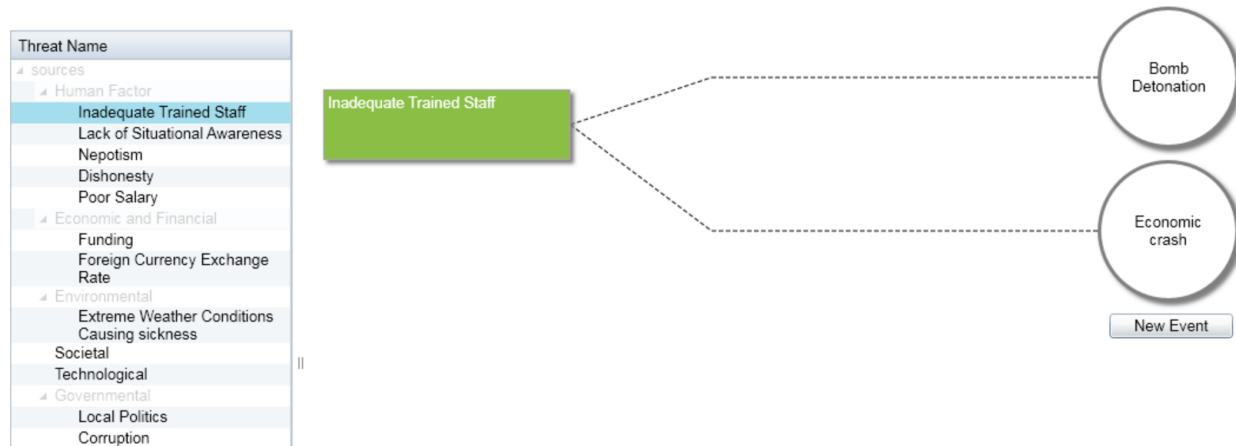 Threat Name
sources
Human Factor
Inadequate Trained Staff
Lack of Situational Awareness
Nepotism
Dishonesty
Poor Salary
Economic and Financial
Funding
Foreign Currency Exchange
Rate
Environmental
Extreme Weather Conditions
Causing sickness
Societal
Technological
Governmental
Local Politics
Corruption
Inadequate Trained Staff
Bomb
Detonation
Economic
crash
New Event